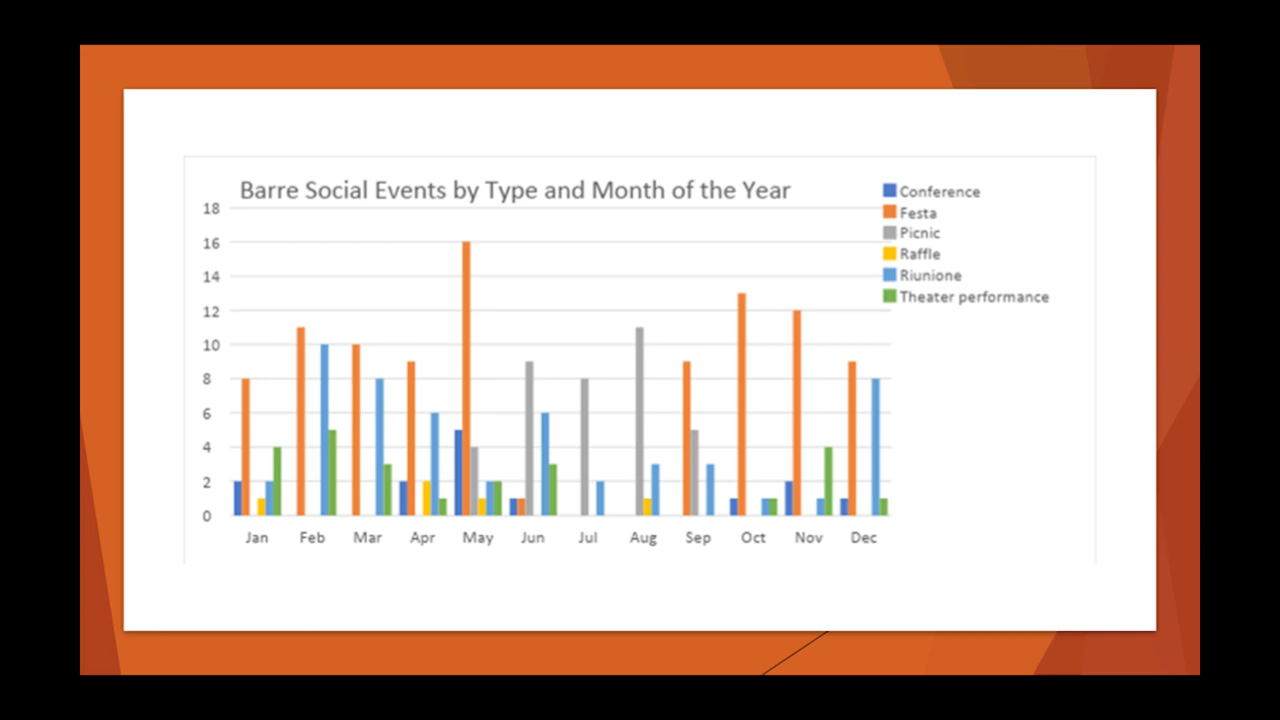 Barre Social Events by Type and Month of the Year
Conference
Festa
Picnic
Raffle
Riunione
Theater performance
18
16
14
12
10
8
6
4
2
0
Jan Feb Mar Apr May Jun Jul Aug Sep Oct Nov Dec